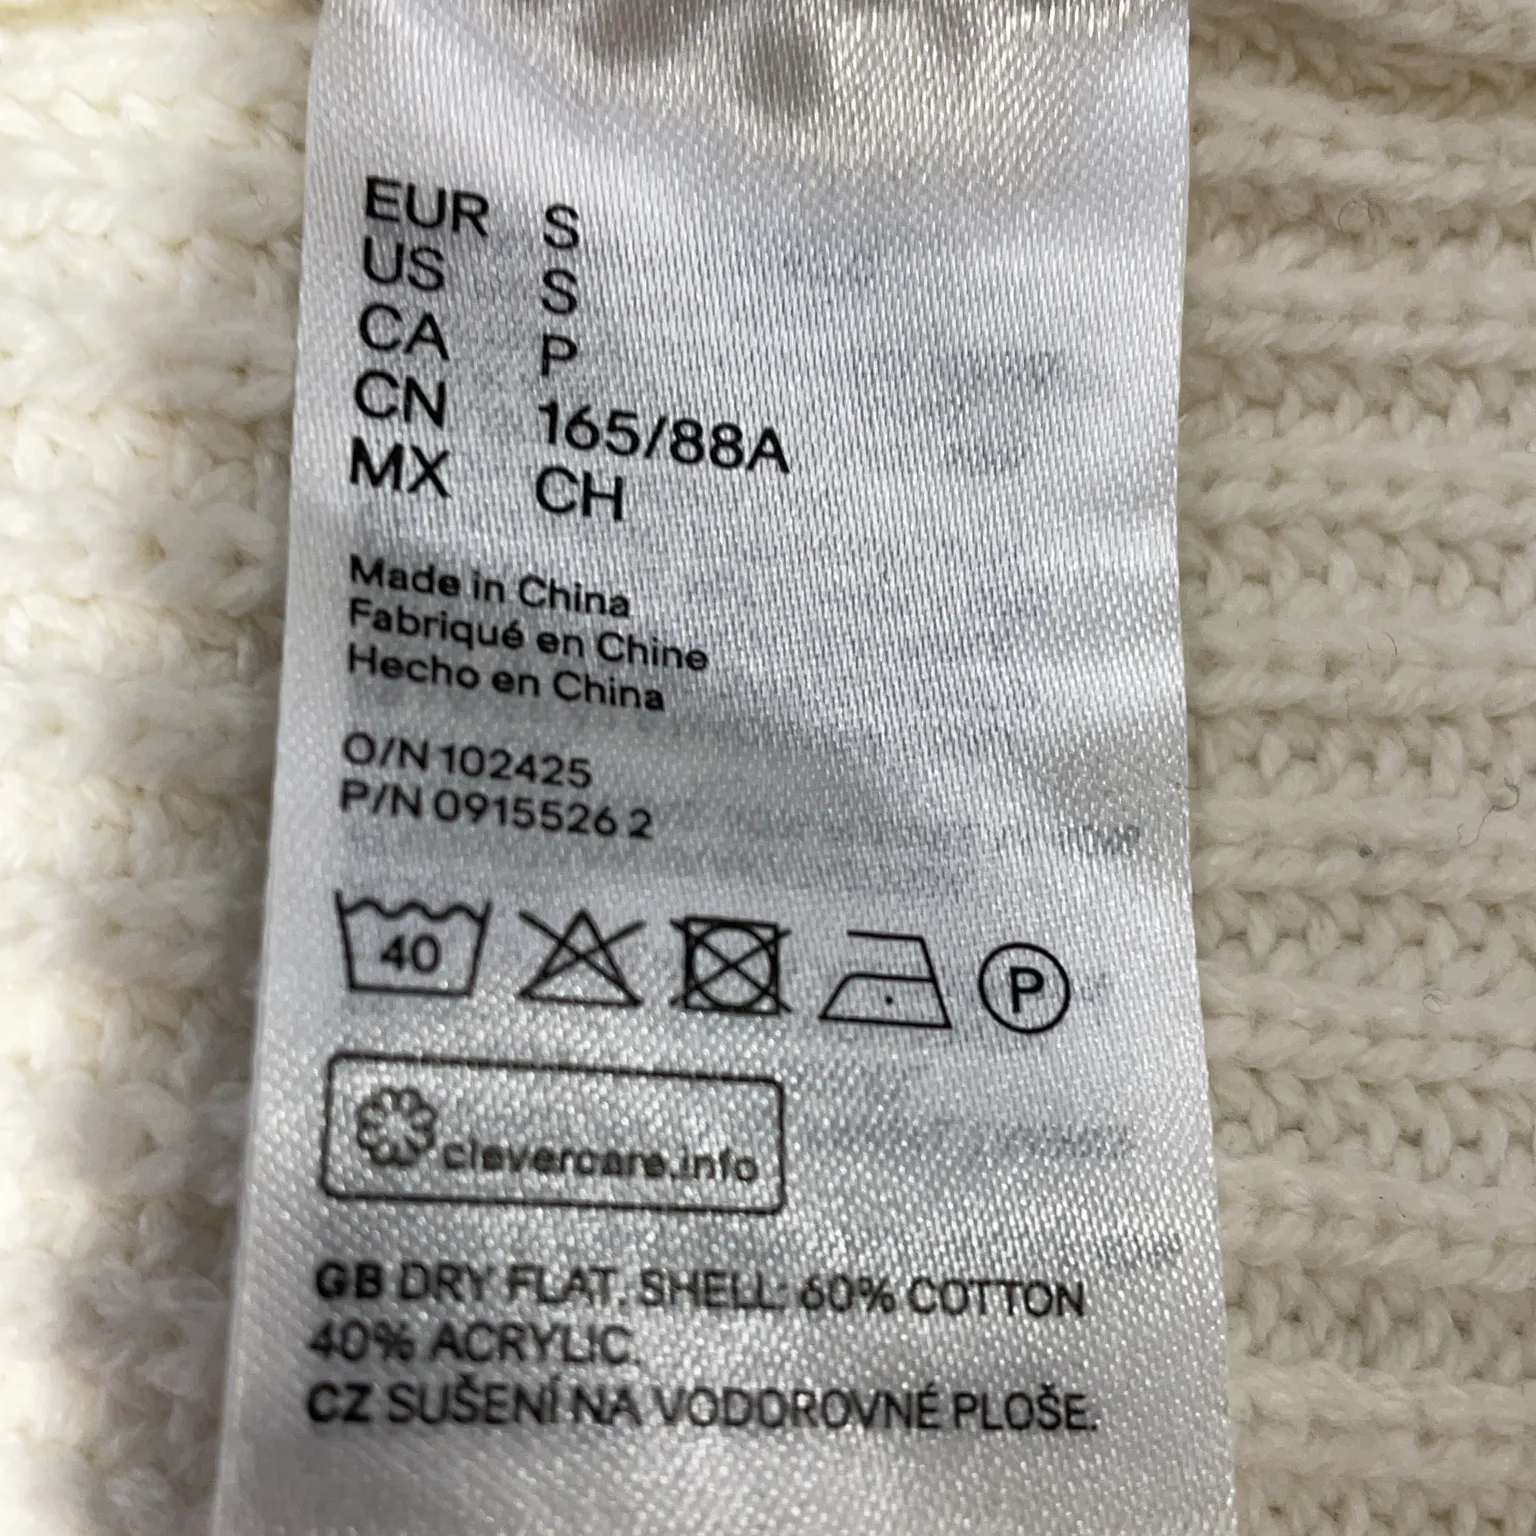 EUR S
US S
CA P
CN 165/88A
MX CH
Made in China
Fabriqué en Chine
Hecho en China
O/N 102425
P/N 0915526 2
40
P
clevercare.info
GB DRY FLAT. SHELL: 60% COTTON
40% ACRYLIC.
CZ SUŠENÍ NA VODOROVNÉ PLOŠE.